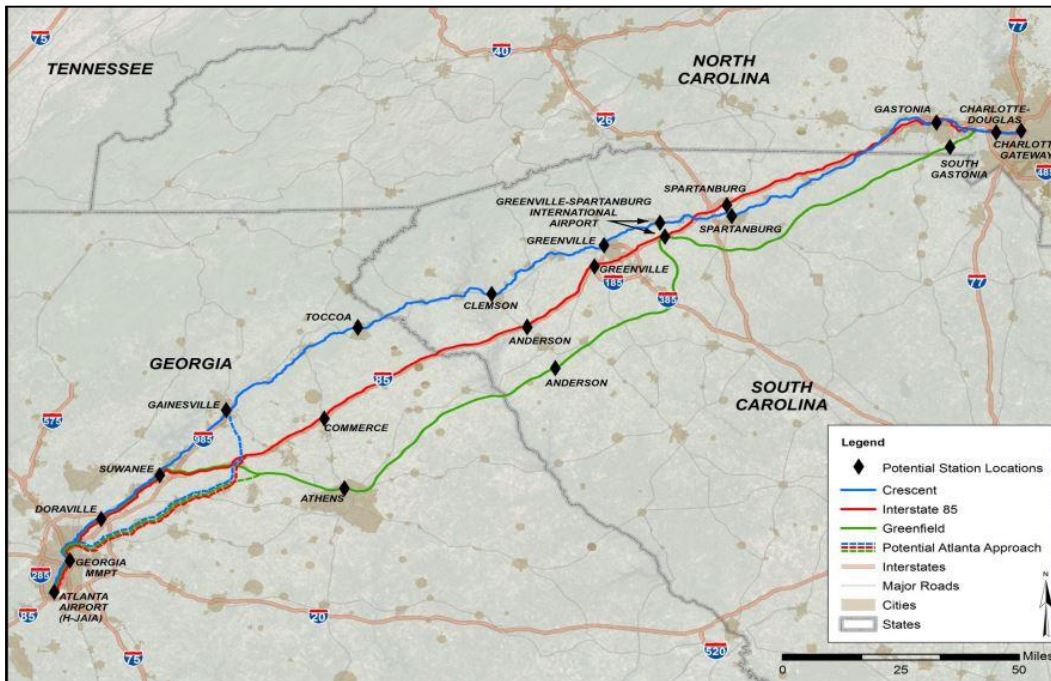 75
40
77
TENNESSEE
NORTH
CAROLINA
26
GASTONIA
CHARLOTTE-
DOUGLAS
CHARLOTTE
GATEWAY
SOUTH
GASTONIA
485
SPARTANBURG
GREENVILLE-SPARTANBURG
INTERNATIONAL
AIRPORT
SPARTANBURG
GREENVILLE
GREENVILLE
185
385
77
CLEMSON
TOCCOA
ANDERSON
GEORGIA
85
ANDERSON
SOUTH
CAROLINA
GAINESVILLE
575
985
COMMERCE
SUWANEE
ATHENS
DORAVILLE
GEORGIA
MMPT
285
ATLANTA
AIRPORT
(H-JAIA)
85
20
75
520
Legend
Potential Station Locations
Crescent
Interstate 85
Greenfield
Potential Atlanta Approach
Interstates
Major Roads
Cities
States
N
Miles
0 25 50